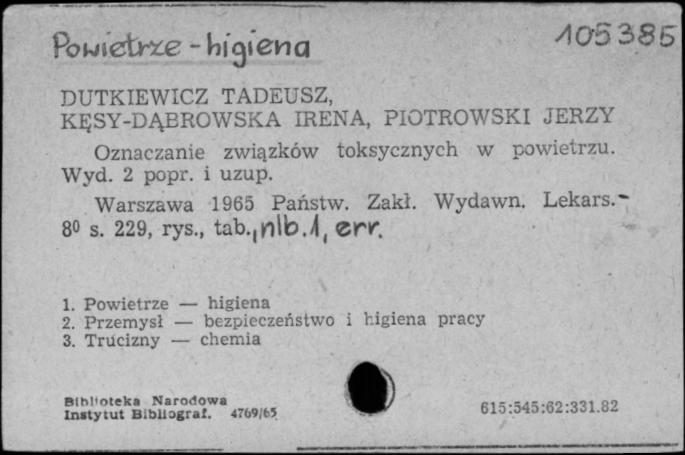 Powietrze - higiena
105385
DUTKIEWICZ TADEUSZ,
KĘSY-DĄBROWSKA IRENA, PIOTROWSKI JERZY
Oznaczanie związków toksycznych w powietrzu.
Wyd. 2 popr. i uzup.
Warszawa 1965 Państw. Zakł. Wydawn. Lekars.-
8⁰ s. 229, rys., tab., nlb.1, err.
1. Powietrze — higiena
2. Przemysł — bezpieczeństwo i higiena pracy
3. Trucizny — chemia
Biblioteka Narodowa
Instytut Bibliograf. 4769/65
615:545:62:331.82